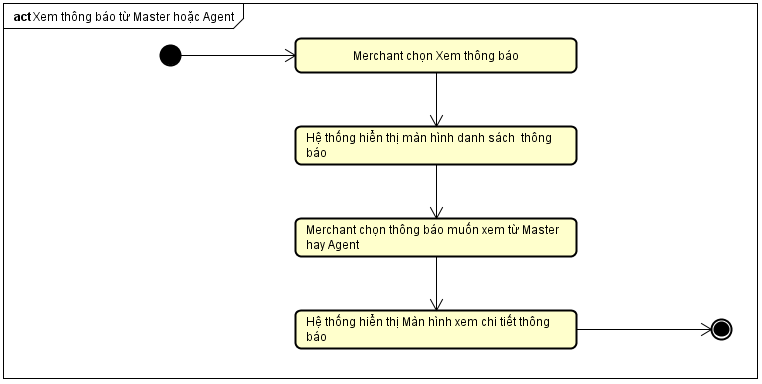 act Xem thông báo từ Master hoặc Agent
Merchant chọn Xem thông báo
Hệ thống hiển thị màn hình danh sách thông
báo
Merchant chọn thông báo muốn xem từ Master
hay Agent
Hệ thống hiển thị Màn hình xem chi tiết thông
báo